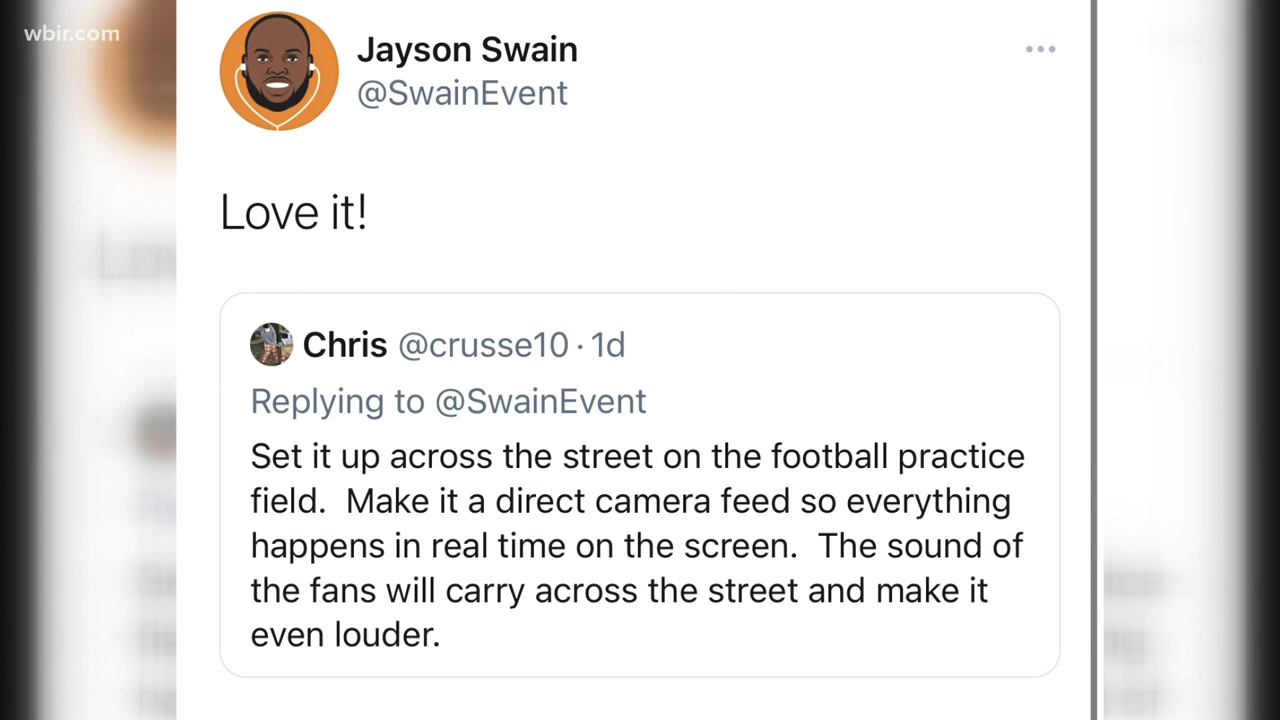 wbir.com
Jayson Swain
@SwainEvent
Love it!
Chris @crusse10 · 1d
Replying to @SwainEvent
Set it up across the street on the football practice
field.  Make it a direct camera feed so everything
happens in real time on the screen.  The sound of
the fans will carry across the street and make it
even louder.